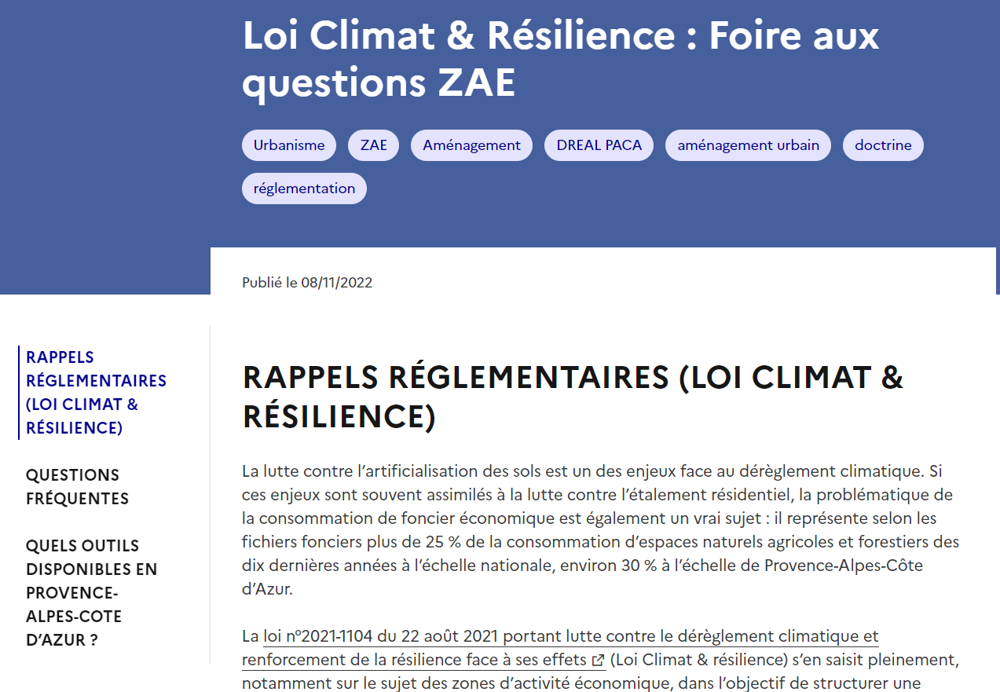 Loi Climat & Résilience : Foire aux
questions ZAE
Urbanisme
ZAE
Aménagement
DREAL PACA
aménagement urbain
doctrine
réglementation
Publié le 08/11/2022
RAPPELS
RÉGLEMENTAIRES
(LOI CLIMAT &
RÉSILIENCE)
QUESTIONS
FRÉQUENTES
QUELS OUTILS
DISPONIBLES EN
PROVENCE-
ALPES-COTE
D’AZUR ?
RAPPELS RÉGLEMENTAIRES (LOI CLIMAT &
RÉSILIENCE)
La lutte contre l’artificialisation des sols est un des enjeux face au dérèglement climatique. Si
ces enjeux sont souvent assimilés à la lutte contre l’étalement résidentiel, la problématique de
la consommation de foncier économique est également un vrai sujet : il représente selon les
fichiers fonciers plus de 25 % de la consommation d’espaces naturels agricoles et forestiers des
dix dernières années à l’échelle nationale, environ 30 % à l’échelle de Provence-Alpes-Côte
d’Azur.
La loi n°2021-1104 du 22 août 2021 portant lutte contre le dérèglement climatique et
renforcement de la résilience face à ses effets (Loi Climat & résilience) s’en saisit pleinement,
notamment sur le sujet des zones d’activité économique, dans l’objectif de structurer une